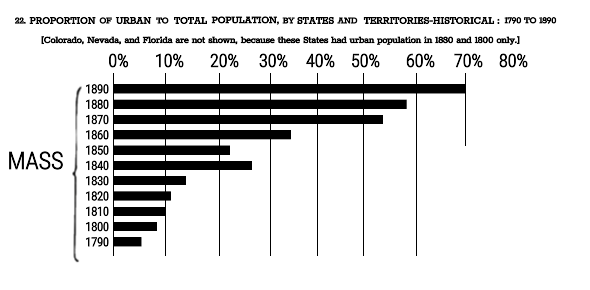 22. PROPORTION OF URBAN TO TOTAL POPULATION, BY STATES AND TERRITORIES-HISTORICAL : 1790 TO 1890
[Colorado, Nevada, and Florida are not shown, because these States had urban population in 1880 and 1800 only.]
0% 10% 20% 30% 40% 50% 60% 70% 80%
1890
1880
1870
1860
1850
MASS
1840
1830
1820
1810
1800
1790